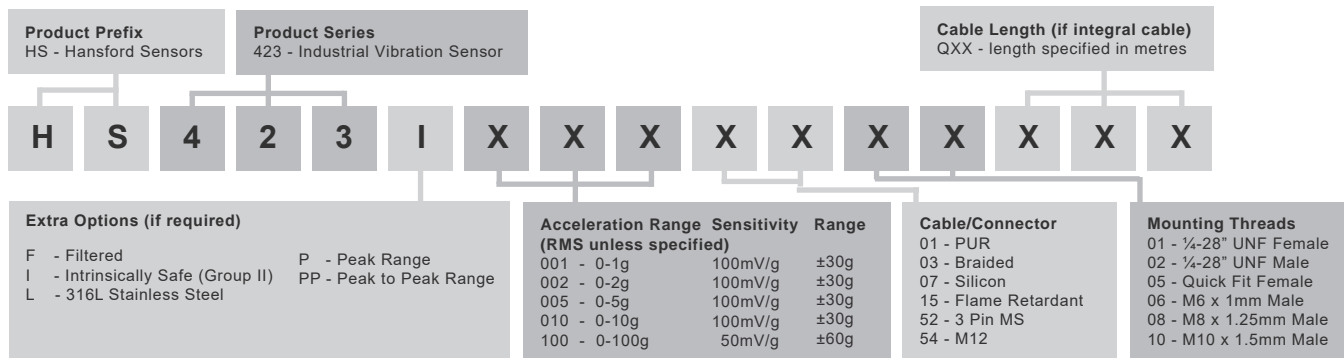 Product Prefix
HS - Hansford Sensors
Product Series
423 - Industrial Vibration Sensor
Cable Length (if integral cable)
QXX - length specified in metres
H S 4 2 3 I X X X X X X X X X X
Extra Options (if required)
F - Filtered
I - Intrinsically Safe (Group II)
L - 316L Stainless Steel
P - Peak Range
PP - Peak to Peak Range
Acceleration Range Sensitivity Range
(RMS unless specified)
001 - 0-1g 100mV/g ±30g
002 - 0-2g 100mV/g ±30g
005 - 0-5g 100mV/g ±30g
010 - 0-10g 100mV/g ±30g
100 - 0-100g 50mV/g ±60g
Cable/Connector
01 - PUR
03 - Braided
07 - Silicon
15 - Flame Retardant
52 - 3 Pin MS
54 - M12
Mounting Threads
01 - ¼-28” UNF Female
02 - ¼-28” UNF Male
05 - Quick Fit Female
06 - M6 x 1mm Male
08 - M8 x 1.25mm Male
10 - M10 x 1.5mm Male